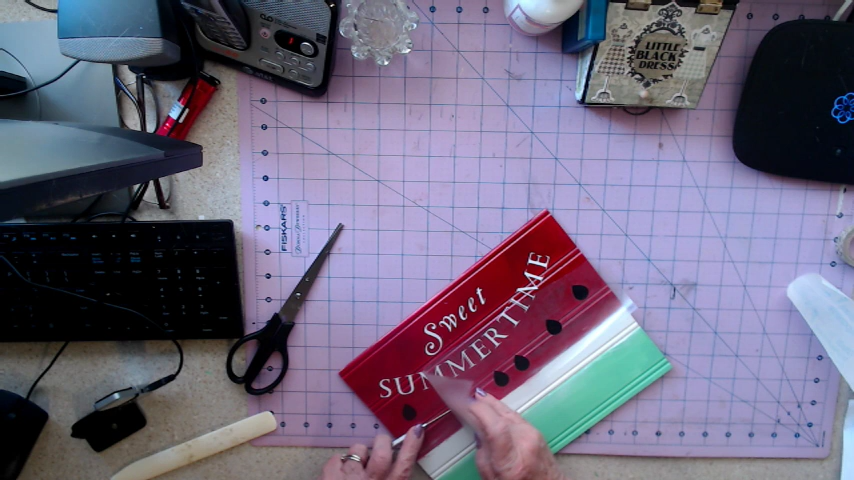 LITTLE
BLACK
DRESS
FISKARS
Sweet
SUMMERTIME